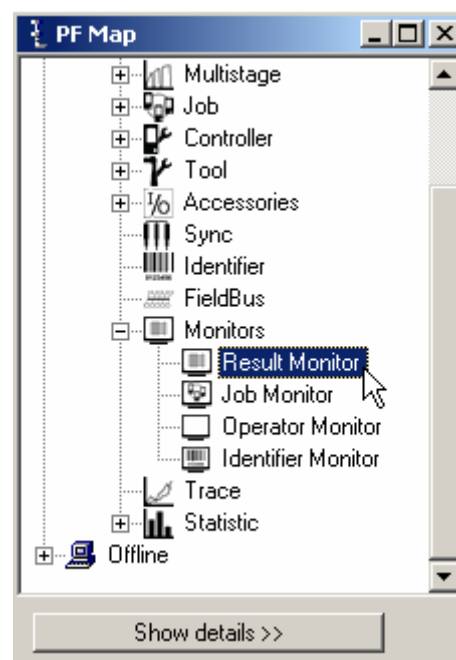 PF Map
Multistage
Job
Controller
Tool
I/o Accessories
Sync
Identifier
FieldBus
Monitors
Result Monitor
Job Monitor
Operator Monitor
Identifier Monitor
Trace
Statistic
Offline
Show details >>